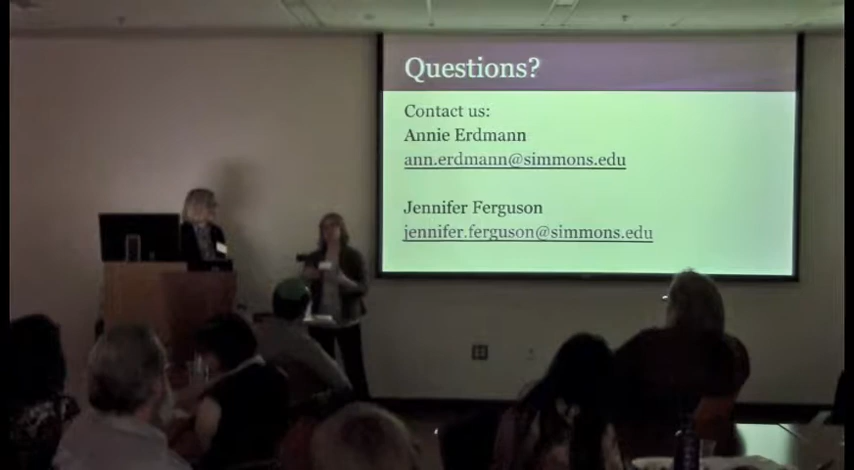 Questions?
Contact us:
Annie Erdmann
ann.erdmann@simmons.edu
Jennifer Ferguson
jennifer.ferguson@simmons.edu